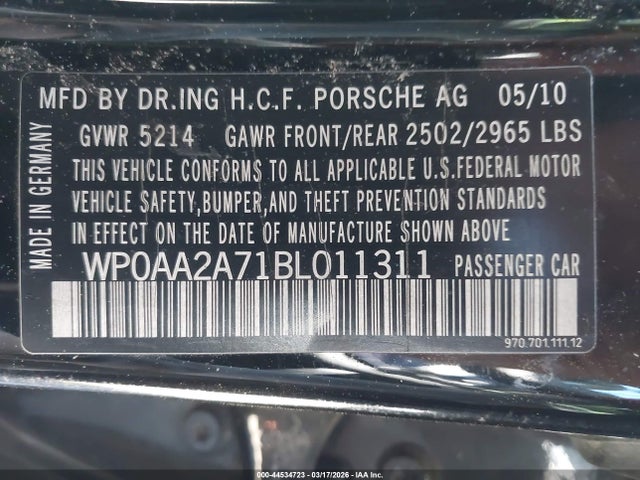 MFD BY DR.ING H.C.F. PORSCHE AG 05/10
GVWR 5214 GAWR FRONT/REAR 2502/2965 LBS
THIS VEHICLE CONFORMS TO ALL APPLICABLE U.S.FEDERAL MOTOR
VEHICLE SAFETY,BUMPER,AND THEFT PREVENTION STANDARDS
IN EFFECT ON THE DATE OF MANUFACTURE SHOWN ABOVE
WP0AA2A71BL011311 PASSENGER CAR
MADE IN GERMANY
970.701.111.12
000-44534723 | 03/17/2026 | IAA Inc.